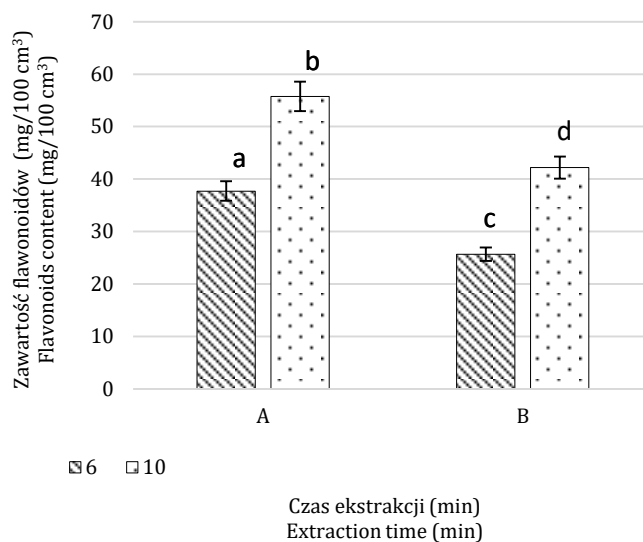 Zawartość flawonoidów (mg/100 cm³)
Flavonoids content (mg/100 cm³)
70
60
50
40
30
20
10
0
a
b
c
d
A
B
6
10
Czas ekstrakcji (min)
Extraction time (min)